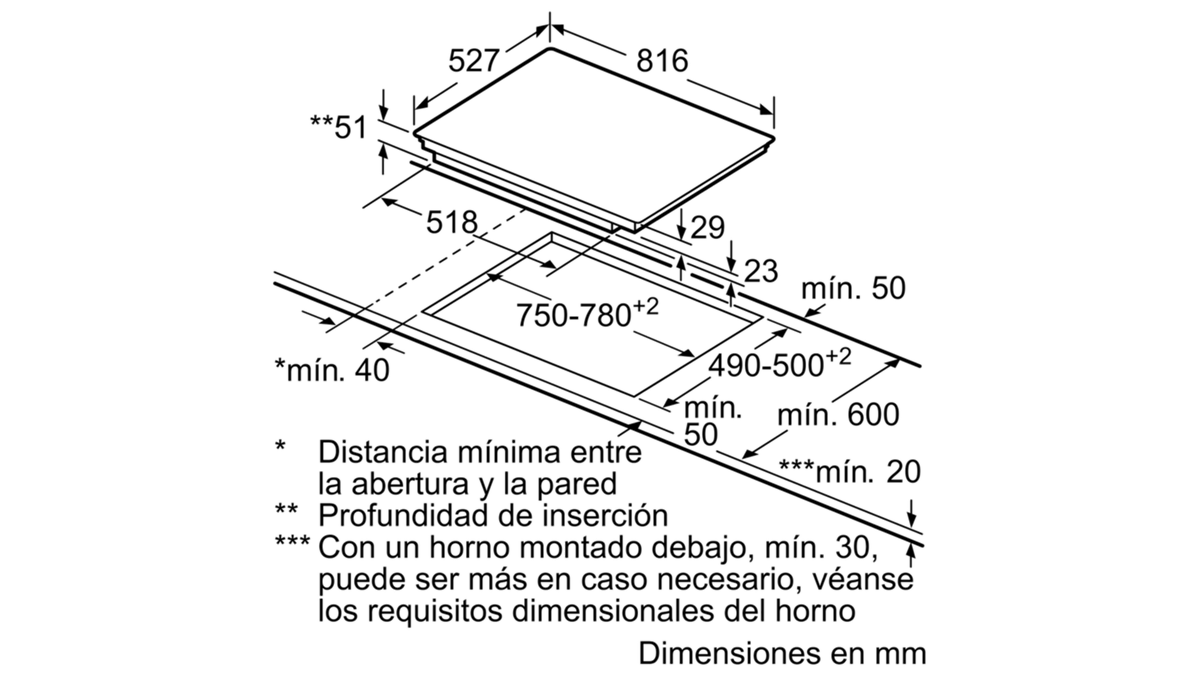 527
816
**51
518
29
23
mín. 50
750-780+2
*mín. 40
490-500+2
mín.
50
mín. 600
***mín. 20
* Distancia mínima entre
la abertura y la pared
** Profundidad de inserción
*** Con un horno montado debajo, mín. 30,
puede ser más en caso necesario, véanse
los requisitos dimensionales del horno
Dimensiones en mm